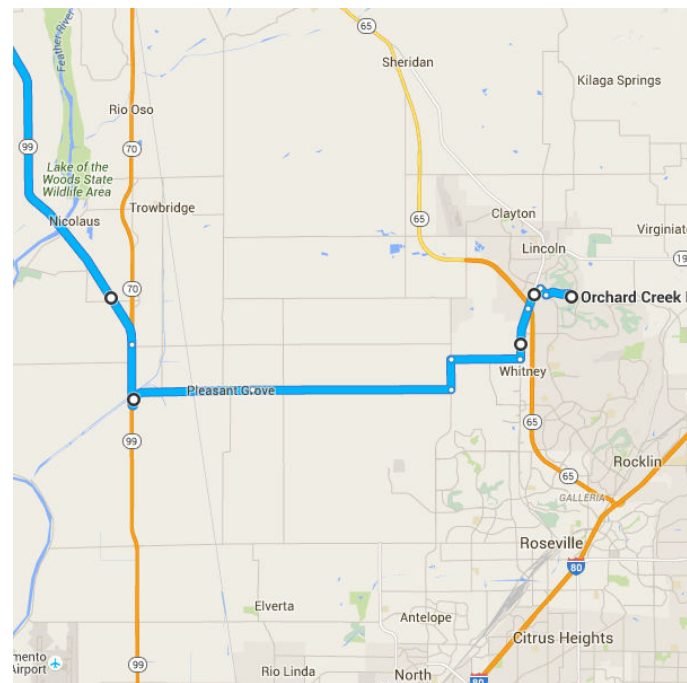 65
Sheridan
Kilaga Springs
Feather River
Rio Oso
99
70
Lake of the
Woods State
Wildlife Area
Trowbridge
Nicolaus
65
Clayton
Virginiat
Lincoln
19
70
Orchard Creek
Whitney
Pleasant Grove
65
99
Rocklin
65
GALLERIA
Roseville
80
Elverta
Antelope
Citrus Heights
mento
Airport
99
Rio Linda
North
80